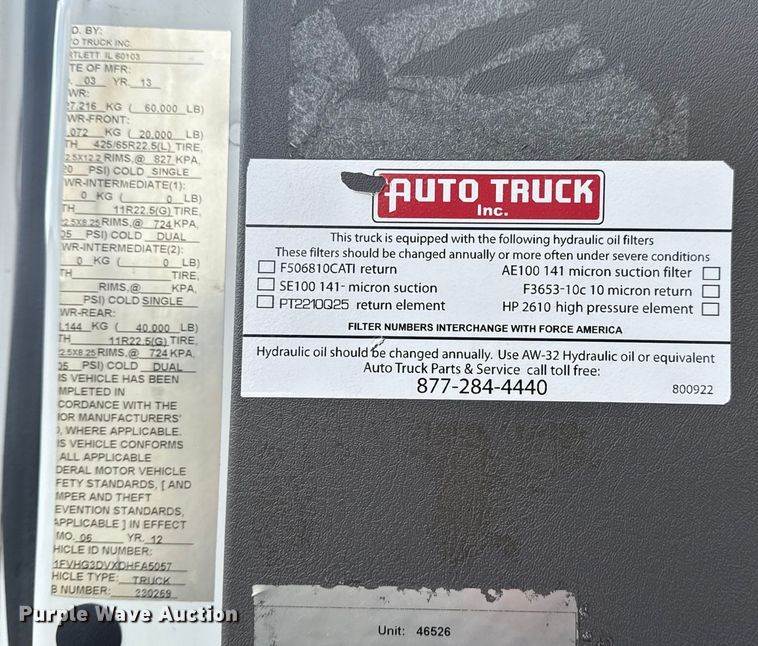 D. BY:
O TRUCK INC.
RTLETT IL 60103
TE OF MFR:
03 YR. 13
WR:
27,216 KG ( 60,000 LB)
WR-FRONT:
,072 KG ( 20,000 LB)
TH 425/65R22.5(L) TIRE,
2.5X12.2 RIMS,@ 827 KPA,
20 PSI) COLD SINGLE
WR-INTERMEDIATE(1):
0 KG ( 0 LB)
TH 11R22.5(G) TIRE,
22.5X8.25 RIMS,@ 724 KPA,
05 PSI) COLD DUAL
WR-INTERMEDIATE(2):
0 KG ( 0 LB)
TH TIRE,
RIMS,@ KPA,
PSI) COLD SINGLE
WR-REAR:
,144 KG ( 40,000 LB)
TH 11R22.5(G) TIRE,
22.5X8.25 RIMS,@ 724 KPA,
05 PSI) COLD DUAL
IS VEHICLE HAS BEEN
MPLETED IN
CORDANCE WITH THE
IOR MANUFACTURERS'
), WHERE APPLICABLE.
IS VEHICLE CONFORMS
ALL APPLICABLE
DERAL MOTOR VEHICLE
FETY STANDARDS, [ AND
MPER AND THEFT
EVENTION STANDARDS,
APPLICABLE ] IN EFFECT
MO. 06 YR. 12
HICLE ID NUMBER:
1FVHG3DVXDHFA5057
HICLE TYPE: TRUCK
B NUMBER: 230269
AUTO TRUCK
Inc.
This truck is equipped with the following hydraulic oil filters
These filters should be changed annually or more often under severe conditions
F506810CATI return AE100 141 micron suction filter
SE100 141- micron suction F3653-10c 10 micron return
PT2210Q25 return element HP 2610 high pressure element
FILTER NUMBERS INTERCHANGE WITH FORCE AMERICA
Hydraulic oil should be changed annually. Use AW-32 Hydraulic oil or equivalent
Auto Truck Parts & Service call toll free:
877-284-4440
800922
Unit: 46526
Purple Wave Auction